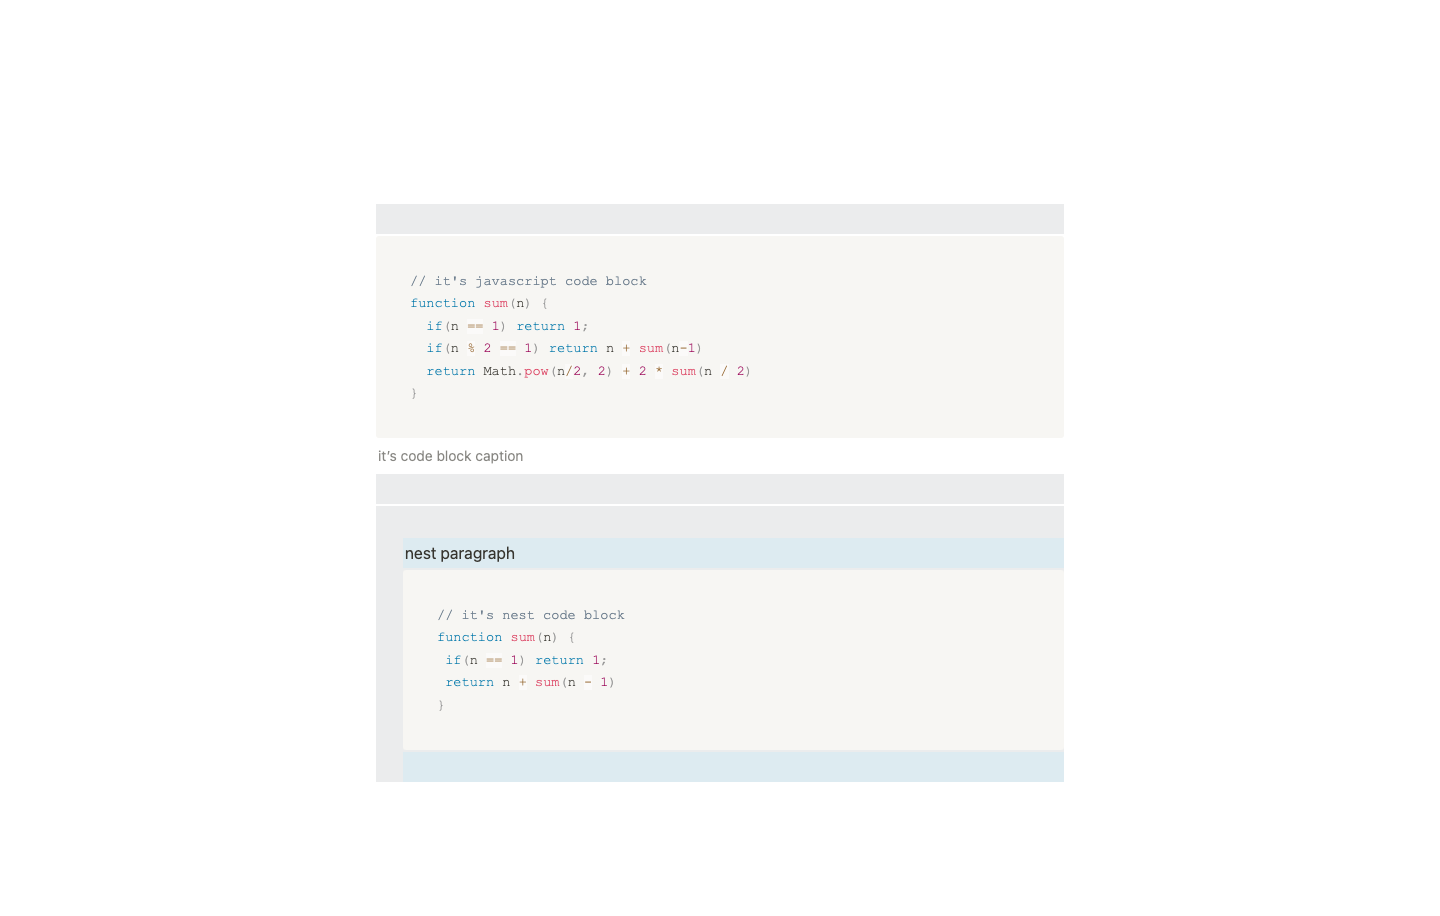 // it's javascript code block
function sum(n) {
  if(n == 1) return 1;
  if(n % 2 == 1) return n + sum(n-1)
  return Math.pow(n/2, 2) + 2 * sum(n / 2)
}
it's code block caption
nest paragraph
// it's nest code block
function sum(n) {
 if(n == 1) return 1;
 return n + sum(n - 1)
}